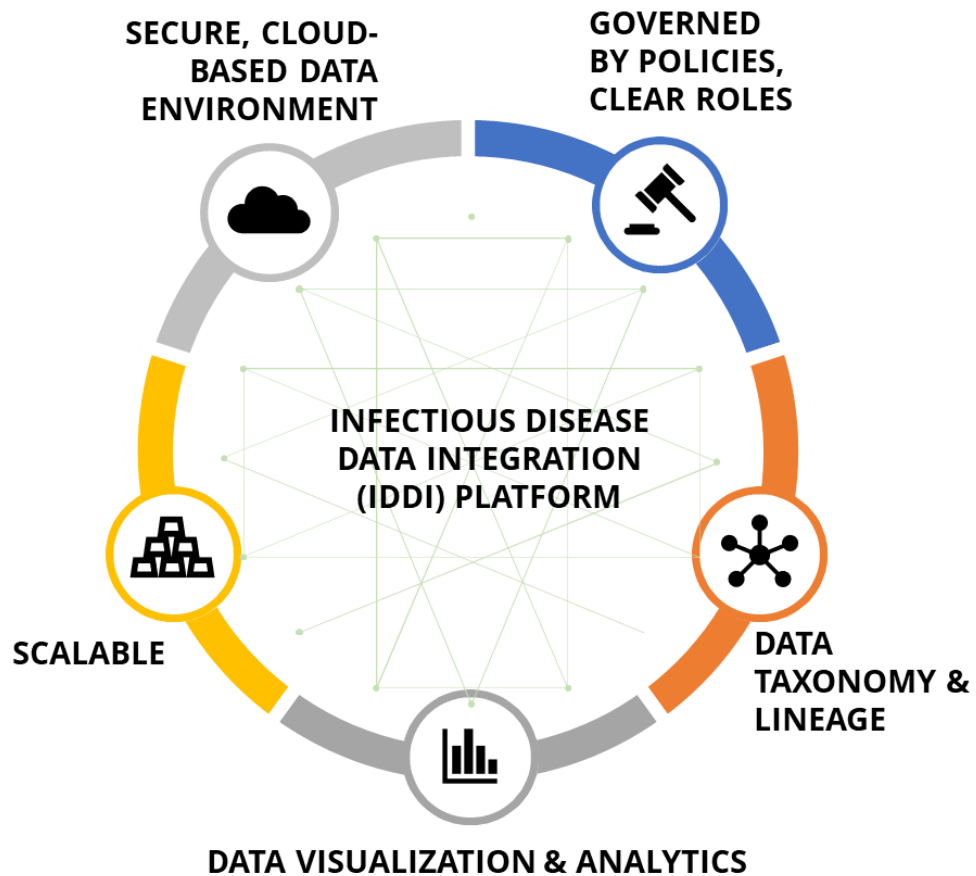 SECURE, CLOUD-
BASED DATA
ENVIRONMENT
GOVERNED
BY POLICIES,
CLEAR ROLES
INFECTIOUS DISEASE
DATA INTEGRATION
(IDDI) PLATFORM
SCALABLE
DATA
TAXONOMY &
LINEAGE
DATA VISUALIZATION & ANALYTICS